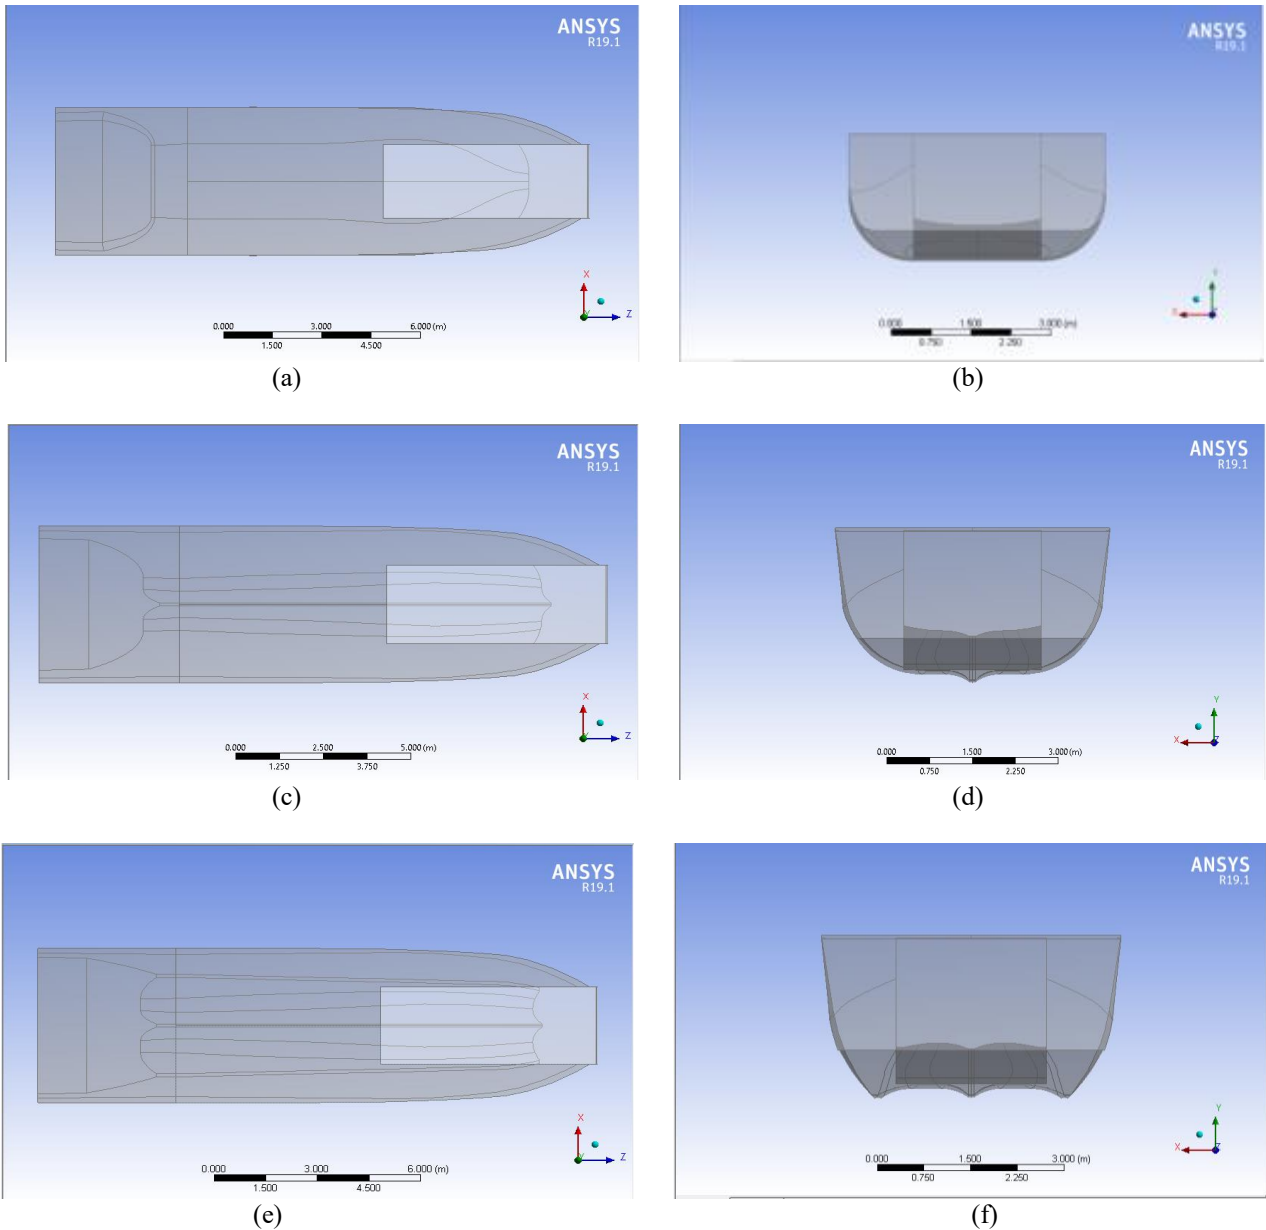 ANSYS
R19.1
X
Y
Z
0.000 3.000 6.000 (m)
1.500 4.500
(a)
ANSYS
R19.1
Y
X
Z
0.000 1.500 3.000 (m)
0.750 2.250
(b)
ANSYS
R19.1
X
Y
Z
0.000 2.500 5.000 (m)
1.250 3.750
(c)
ANSYS
R19.1
Y
X
Z
0.000 1.500 3.000 (m)
0.750 2.250
(d)
ANSYS
R19.1
X
Y
Z
0.000 3.000 6.000 (m)
1.500 4.500
(e)
ANSYS
R19.1
Y
X
Z
0.000 1.500 3.000 (m)
0.750 2.250
(f)